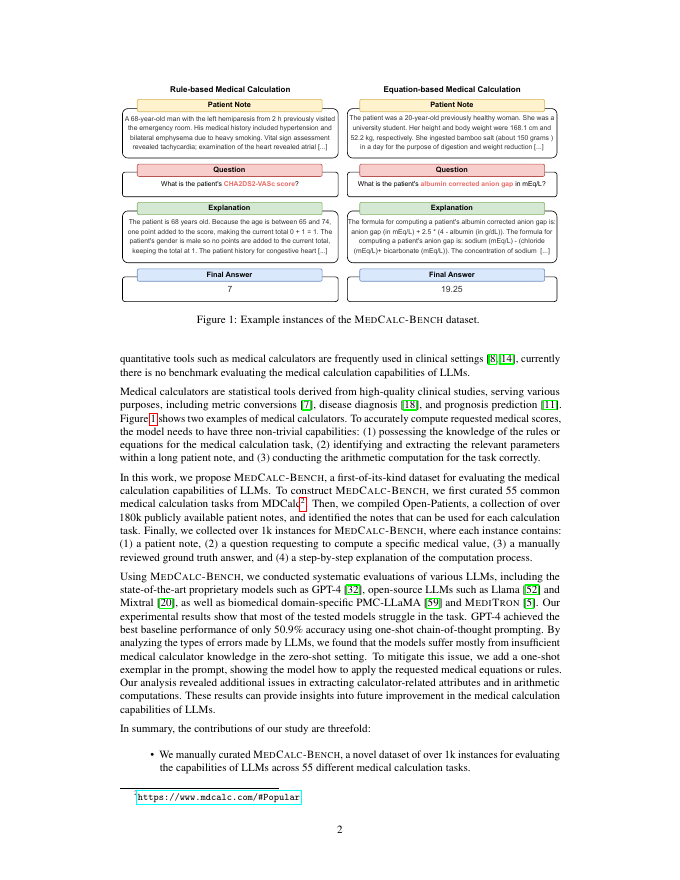 Rule-based Medical Calculation
Patient Note
A 68-year-old man with the left hemiparesis from 2 h previously visited
the emergency room. His medical history included hypertension and
bilateral emphysema due to heavy smoking. Vital sign assessment
revealed tachycardia; examination of the heart revealed atrial [...]
Question
What is the patient's CHA2DS2-VASc score?
Explanation
The patient is 68 years old. Because the age is between 65 and 74,
one point added to the score, making the current total 0 + 1 = 1. The
patient's gender is male so no points are added to the current total,
keeping the total at 1. The patient history for congestive heart [...]
Final Answer
7
Equation-based Medical Calculation
Patient Note
The patient was a 20-year-old previously healthy woman. She was a
university student. Her height and body weight were 168.1 cm and
52.2 kg, respectively. She ingested bamboo salt (about 150 grams )
in a day for the purpose of digestion and weight reduction [...]
Question
What is the patient's albumin corrected anion gap in mEq/L?
Explanation
The formula for computing a patient's albumin corrected anion gap is:
anion gap (in mEq/L) + 2.5 * (4 - albumin (in g/dL)). The formula for
computing a patient's anion gap is: sodium (mEq/L) - (chloride
(mEq/L)+ bicarbonate (mEq/L)). The concentration of sodium [...]
Final Answer
19.25
Figure 1: Example instances of the MEDCALC-BENCH dataset.
quantitative tools such as medical calculators are frequently used in clinical settings [8, 14], currently
there is no benchmark evaluating the medical calculation capabilities of LLMs.
Medical calculators are statistical tools derived from high-quality clinical studies, serving various
purposes, including metric conversions [7], disease diagnosis [18], and prognosis prediction [11].
Figure 1 shows two examples of medical calculators. To accurately compute requested medical scores,
the model needs to have three non-trivial capabilities: (1) possessing the knowledge of the rules or
equations for the medical calculation task, (2) identifying and extracting the relevant parameters
within a long patient note, and (3) conducting the arithmetic computation for the task correctly.
In this work, we propose MEDCALC-BENCH, a first-of-its-kind dataset for evaluating the medical
calculation capabilities of LLMs. To construct MEDCALC-BENCH, we first curated 55 common
medical calculation tasks from MDCalc2. Then, we compiled Open-Patients, a collection of over
180k publicly available patient notes, and identified the notes that can be used for each calculation
task. Finally, we collected over 1k instances for MEDCALC-BENCH, where each instance contains:
(1) a patient note, (2) a question requesting to compute a specific medical value, (3) a manually
reviewed ground truth answer, and (4) a step-by-step explanation of the computation process.
Using MEDCALC-BENCH, we conducted systematic evaluations of various LLMs, including the
state-of-the-art proprietary models such as GPT-4 [32], open-source LLMs such as Llama [52] and
Mixtral [20], as well as biomedical domain-specific PMC-LLaMA [59] and MEDITRON [5]. Our
experimental results show that most of the tested models struggle in the task. GPT-4 achieved the
best baseline performance of only 50.9% accuracy using one-shot chain-of-thought prompting. By
analyzing the types of errors made by LLMs, we found that the models suffer mostly from insufficient
medical calculator knowledge in the zero-shot setting. To mitigate this issue, we add a one-shot
exemplar in the prompt, showing the model how to apply the requested medical equations or rules.
Our analysis revealed additional issues in extracting calculator-related attributes and in arithmetic
computations. These results can provide insights into future improvement in the medical calculation
capabilities of LLMs.
In summary, the contributions of our study are threefold:
• We manually curated MEDCALC-BENCH, a novel dataset of over 1k instances for evaluating
the capabilities of LLMs across 55 different medical calculation tasks.
https://www.mdcalc.com/#Popular
2